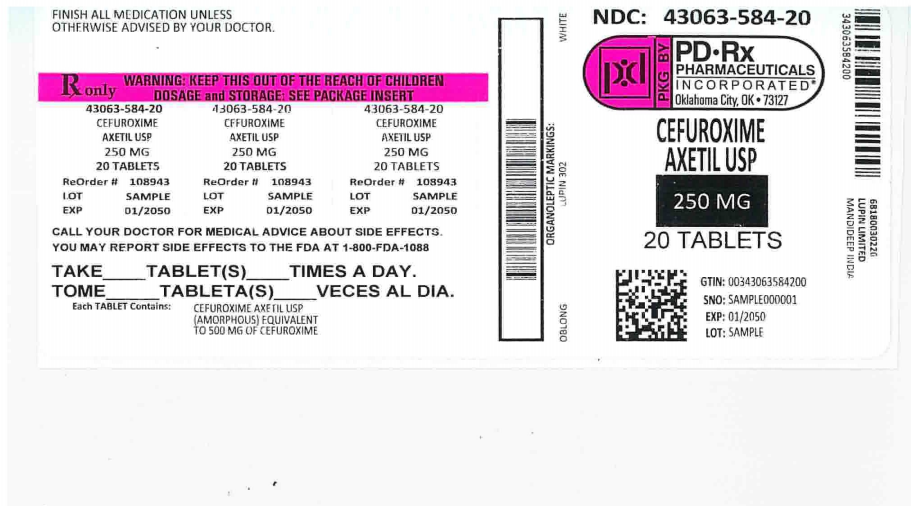 FINISH ALL MEDICATION UNLESS
OTHERWISE ADVISED BY YOUR DOCTOR.
Rx only
WARNING: KEEP THIS OUT OF THE REACH OF CHILDREN
DOSAGE and STORAGE: SEE PACKAGE INSERT
43063-584-20 43063-584-20 43063-584-20
CEFUROXIME CEFUROXIME CEFUROXIME
AXETIL USP AXETIL USP AXETIL USP
250 MG 250 MG 250 MG
20 TABLETS 20 TABLETS 20 TABLETS
ReOrder # 108943 ReOrder # 108943 ReOrder # 108943
LOT SAMPLE LOT SAMPLE LOT SAMPLE
EXP 01/2050 EXP 01/2050 EXP 01/2050
CALL YOUR DOCTOR FOR MEDICAL ADVICE ABOUT SIDE EFFECTS.
YOU MAY REPORT SIDE EFFECTS TO THE FDA AT 1-800-FDA-1088
TAKE____TABLET(S)____TIMES A DAY.
TOME_____TABLETA(S)____VECES AL DIA.
Each TABLET Contains: CEFUROXIME AXETIL USP
(AMORPHOUS) EQUIVALENT
TO 500 MG OF CEFUROXIME
WHITE
ORGANOLEPTIC MARKINGS:
LUPIN 302
OBLONG
NDC: 43063-584-20
pd
PKG BY
PD•Rx
PHARMACEUTICALS
INCORPORATED®
Oklahoma City, OK • 73127
CEFUROXIME
AXETIL USP
250 MG
20 TABLETS
GTIN: 00343063584200
SNO: SAMPLE000001
EXP: 01/2050
LOT: SAMPLE
343063584200
68180030220
LUPIN LIMITED
MANDIDEEP INDIA